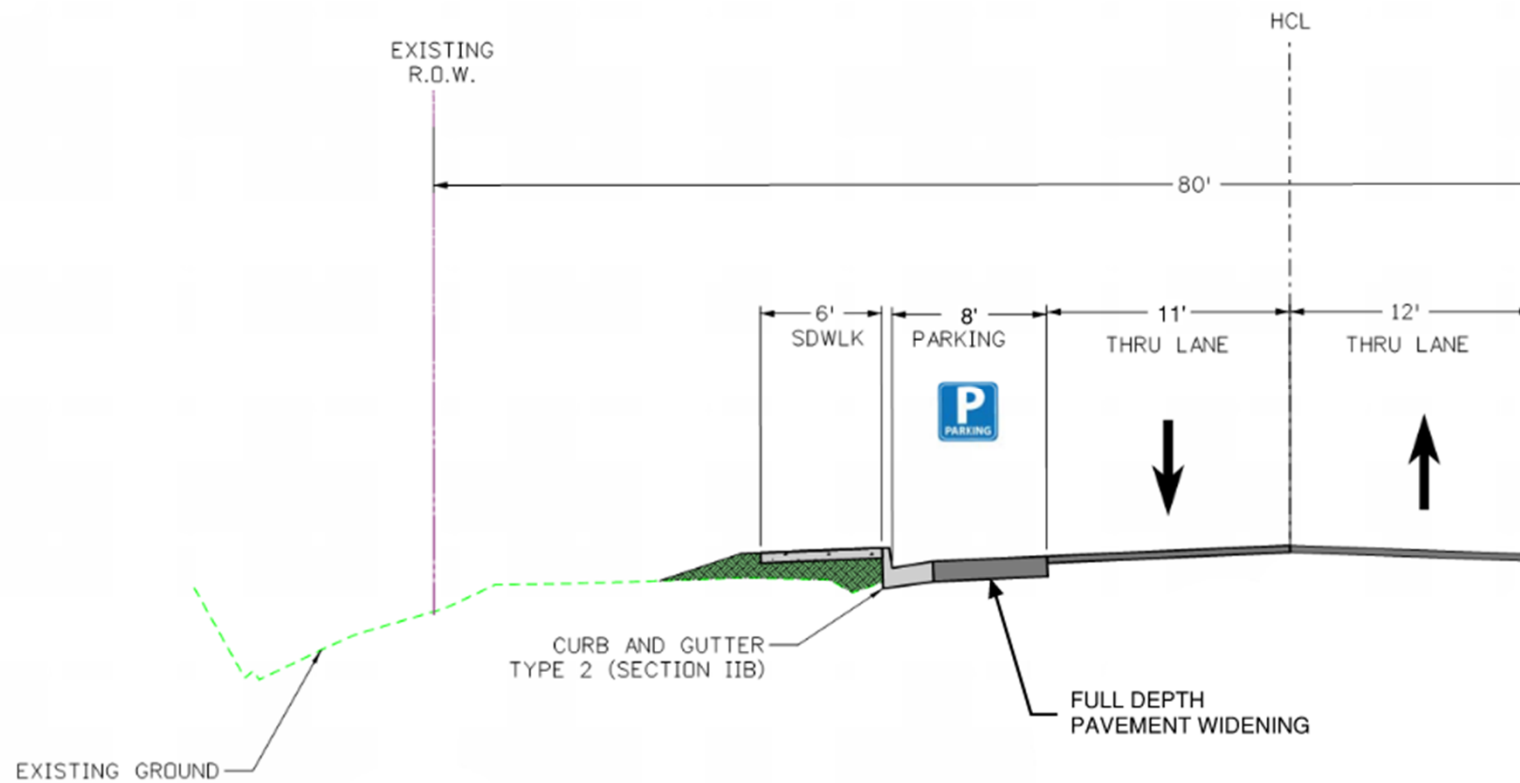 HCL
EXISTING
R.O.W.
80'
6'
8'
11'
12'
SDWLK
PARKING
THRU LANE
THRU LANE
P
PARKING
CURB AND GUTTER
TYPE 2 (SECTION IIB)
FULL DEPTH
PAVEMENT WIDENING
EXISTING GROUND